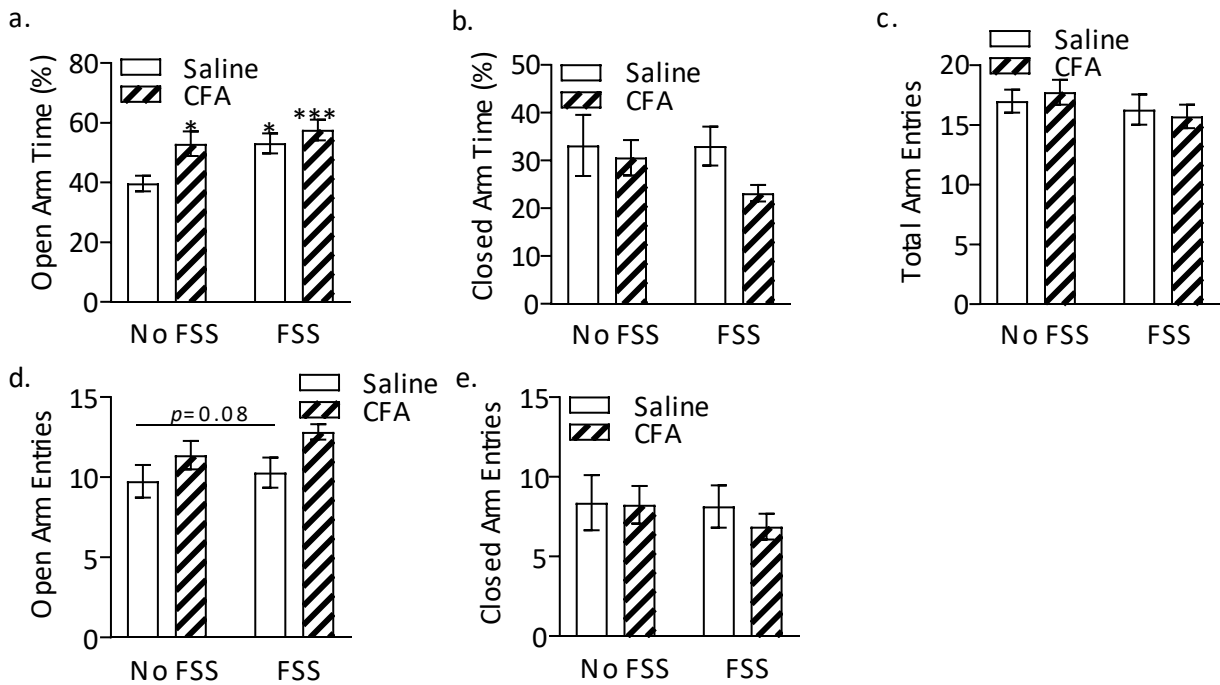 a.
Open Arm Time (%)
80
60
40
20
0
Saline
CFA
*
*
***
No FSS
FSS
b.
Closed Arm Time (%)
50
40
30
20
10
0
Saline
CFA
No FSS
FSS
c.
Total Arm Entries
20
15
10
5
0
Saline
CFA
No FSS
FSS
d.
Open Arm Entries
15
10
5
0
p=0.08
Saline
CFA
No FSS
FSS
e.
Closed Arm Entries
15
10
5
0
Saline
CFA
No FSS
FSS